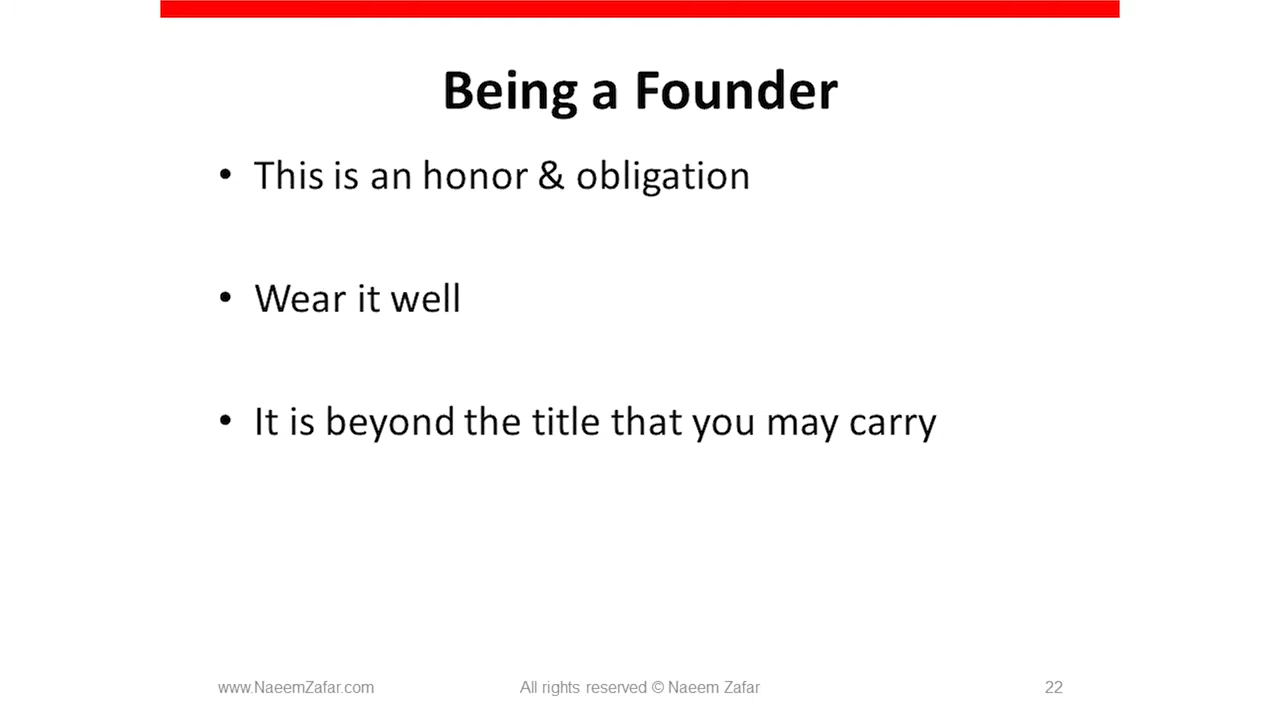 Being a Founder
• This is an honor & obligation
• Wear it well
• It is beyond the title that you may carry
www.NaeemZafar.com
All rights reserved © Naeem Zafar
22